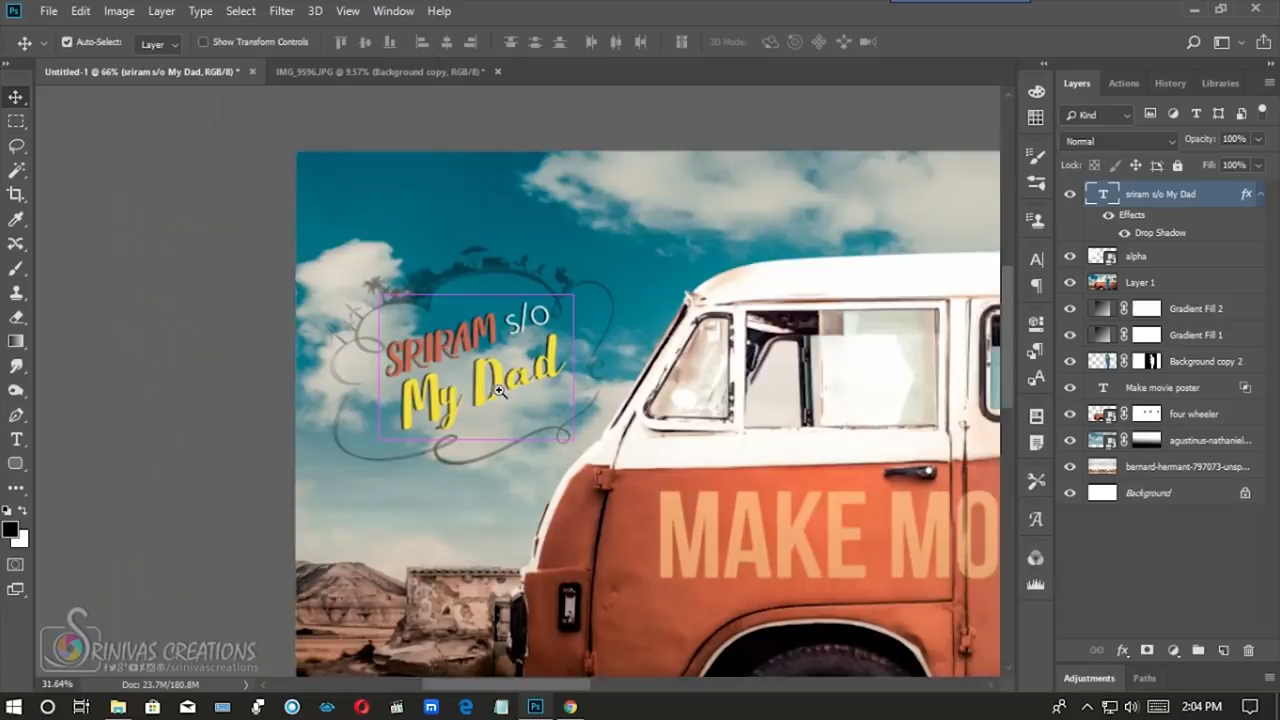 Ps File Edit Image Layer Type Select Filter 3D View Window Help
Auto-Select: Layer Show Transform Controls 3D Mode:
Untitled-1 @ 66% (sriram s/o My Dad, RGB/8) * × IMG_9596.JPG @ 9.57% (Background copy, RGB/8) * ×
Layers Actions History Libraries
Kind
Normal Opacity: 100%
Lock: Fill: 100%
sriram s/o My Dad fx
Effects
Drop Shadow
alpha
Layer 1
Gradient Fill 2
Gradient Fill 1
Background copy 2
Make movie poster
four wheeler
agustinus-nathaniel...
bernard-hermant-797073-unsp...
Background
SRIRAM s/o
My Dad
MAKE MO
SRINIVAS CREATIONS
/srinivascreations
fx
Adjustments Paths
31.64% Doc: 23.7M/180.8M
2:04 PM